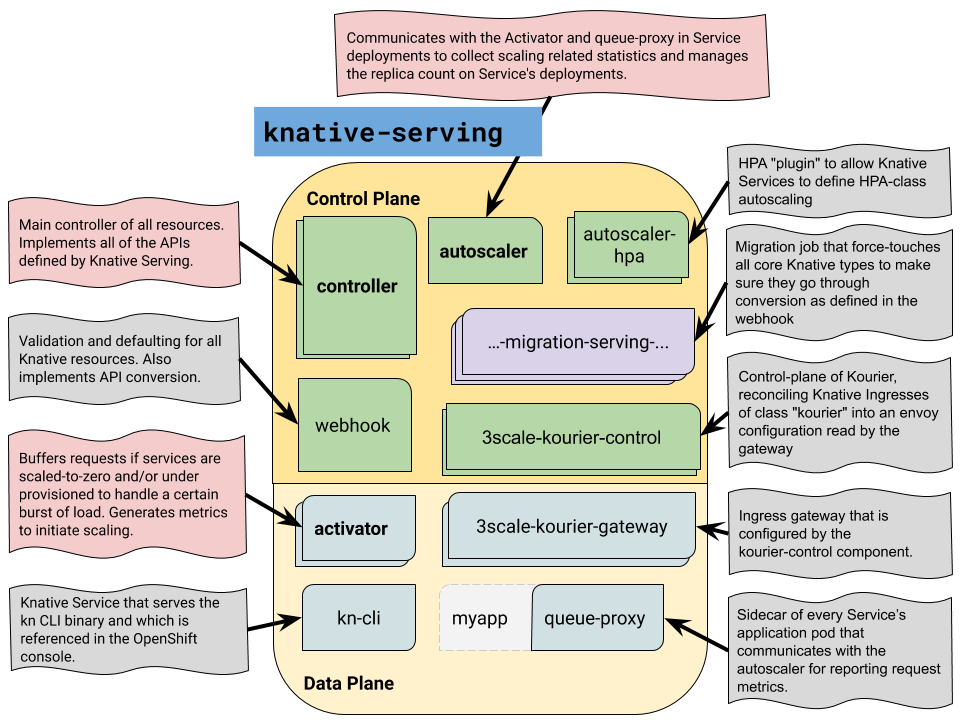 Communicates with the Activator and queue-proxy in Service
deployments to collect scaling related statistics and manages
the replica count on Service's deployments.
knative-serving
Control Plane
Main controller of all resources.
Implements all of the APIs
defined by Knative Serving.
controller
autoscaler
autoscaler-
hpa
HPA "plugin" to allow Knative
Services to define HPA-class
autoscaling
Migration job that force-touches
all core Knative types to make
sure they go through
conversion as defined in the
webhook
...-migration-serving-...
Validation and defaulting for all
Knative resources. Also
implements API conversion.
webhook
3scale-kourier-control
Control-plane of Kourier,
reconciling Knative Ingresses
of class "kourier" into an envoy
configuration read by the
gateway
Buffers requests if services are
scaled-to-zero and/or under
provisioned to handle a certain
burst of load. Generates metrics
to initiate scaling.
activator
3scale-kourier-gateway
Ingress gateway that is
configured by the
kourier-control component.
Knative Service that serves the
kn CLI binary and which is
referenced in the OpenShift
console.
kn-cli
myapp
queue-proxy
Sidecar of every Service's
application pod that
communicates with the
autoscaler for reporting request
metrics.
Data Plane